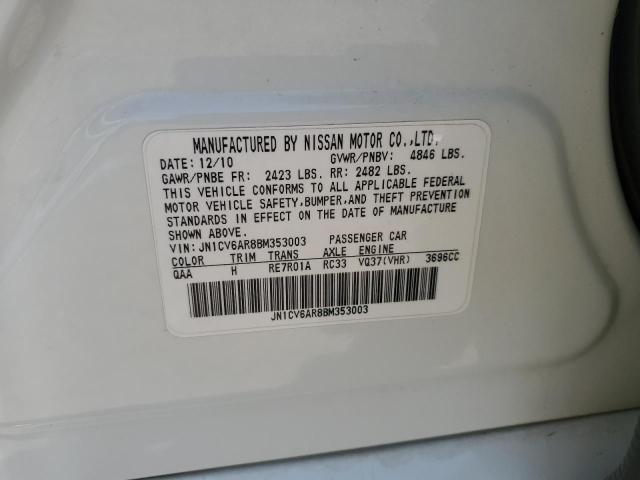 MANUFACTURED BY NISSAN MOTOR CO.,LTD.
DATE: 12/10 GVWR/PNBV: 4846 LBS.
GAWR/PNBE FR: 2423 LBS. RR: 2482 LBS.
THIS VEHICLE CONFORMS TO ALL APPLICABLE FEDERAL
MOTOR VEHICLE SAFETY,BUMPER,AND THEFT PREVENTION
STANDARDS IN EFFECT ON THE DATE OF MANUFACTURE
SHOWN ABOVE.
VIN: JN1CV6AR8BM353003 PASSENGER CAR
COLOR TRIM TRANS AXLE ENGINE
QAA H RE7R01A RC33 VQ37(VHR) 3696CC
JN1CV6AR8BM353003